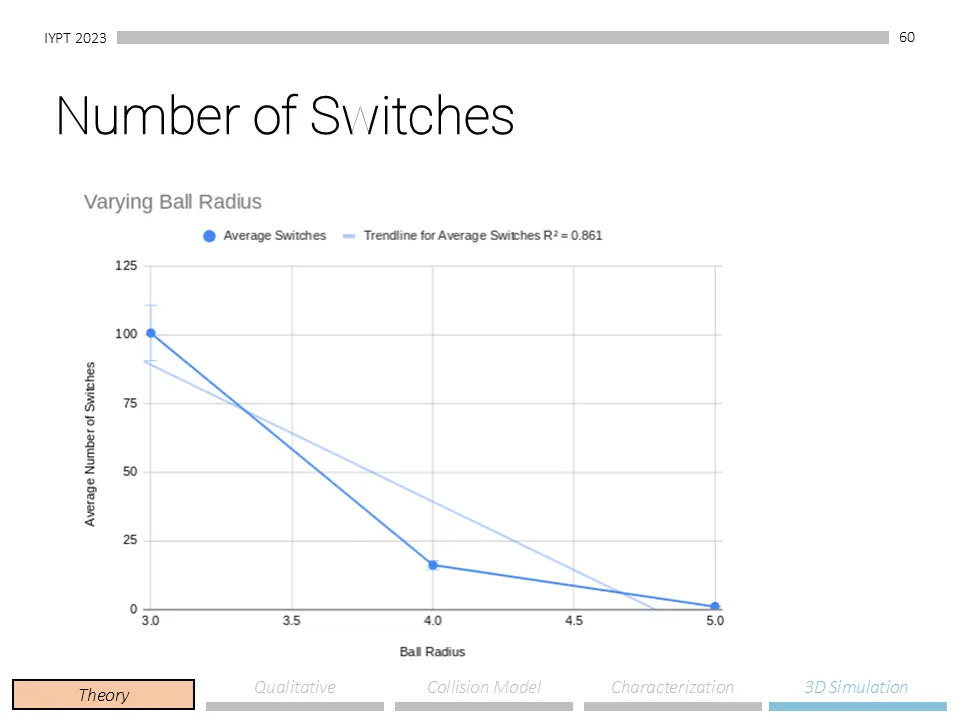 IYPT 2023
60
Number of Switches
Varying Ball Radius
Average Switches
Trendline for Average Switches R² = 0.861
125
100
75
50
25
0
Average Number of Switches
3.0
3.5
4.0
4.5
5.0
Ball Radius
Theory
Qualitative
Collision Model
Characterization
3D Simulation